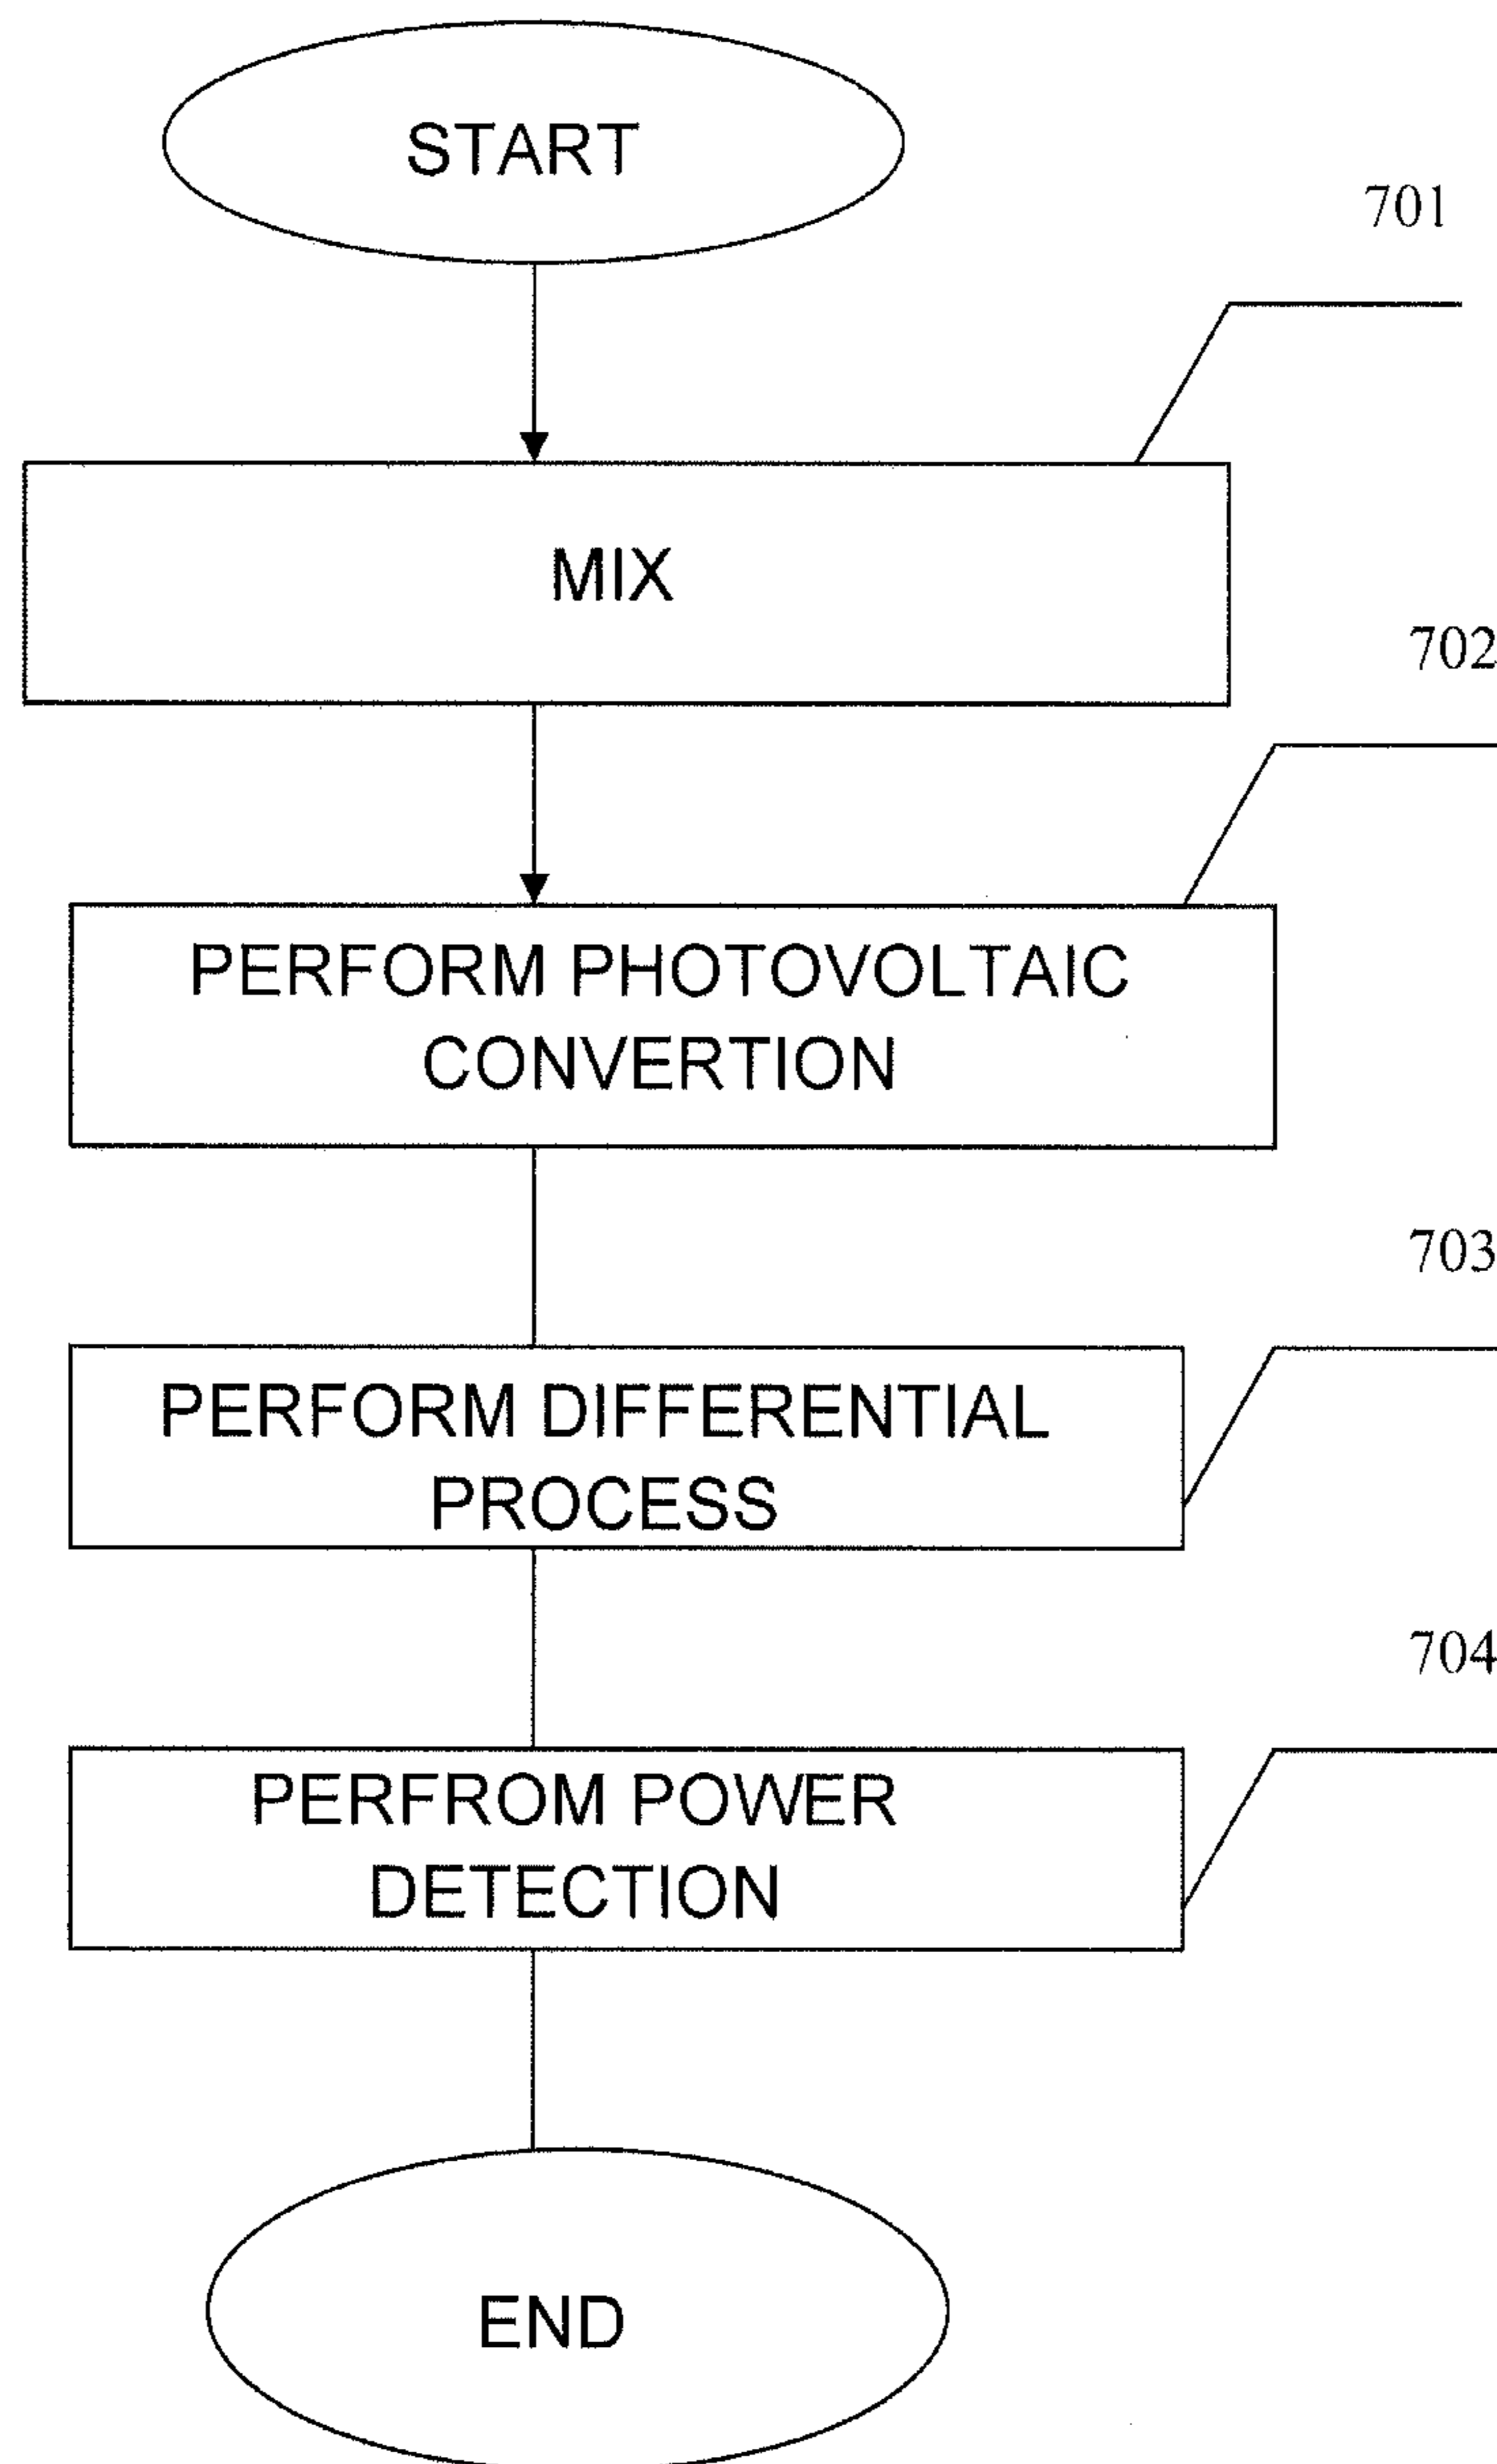 START
701
MIX
702
PERFORM PHOTOVOLTAIC
CONVERTION
703
PERFORM DIFFERENTIAL
PROCESS
704
PERFROM POWER
DETECTION
END